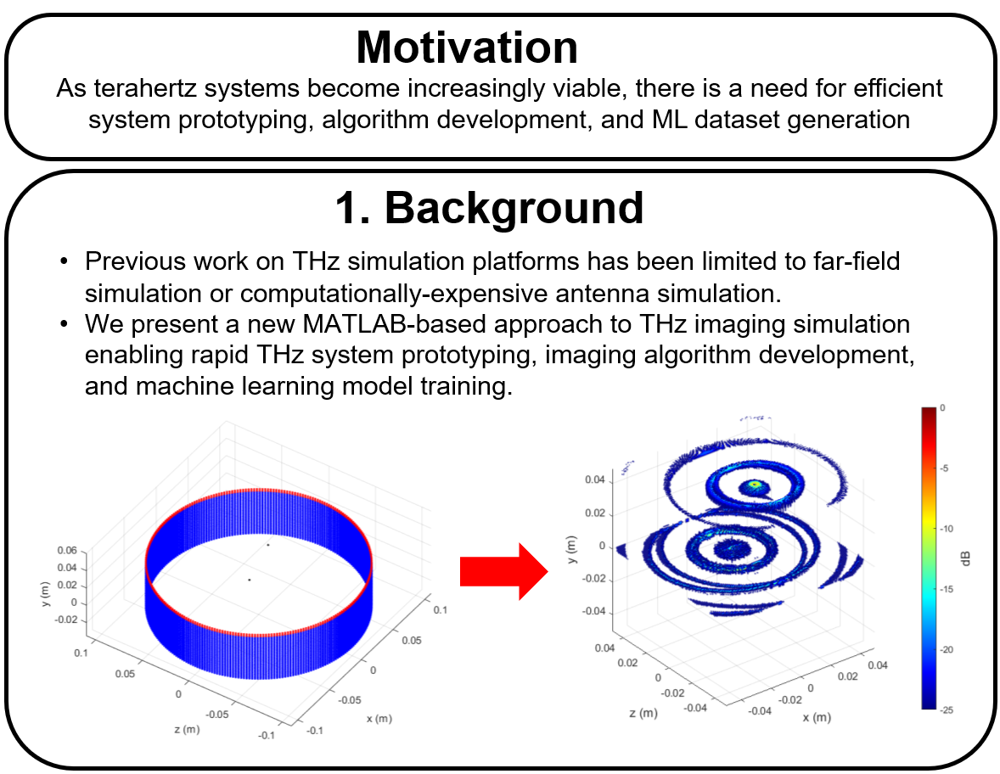 Motivation
As terahertz systems become increasingly viable, there is a need for efficient
system prototyping, algorithm development, and ML dataset generation
1. Background
• Previous work on THz simulation platforms has been limited to far-field
simulation or computationally-expensive antenna simulation.
• We present a new MATLAB-based approach to THz imaging simulation
enabling rapid THz system prototyping, imaging algorithm development,
and machine learning model training.
0.06
0.04
0.02
0
-0.02
y (m)
0.1
0.05
0
-0.05
-0.1
z (m)
-0.1
-0.05
0
0.05
0.1
x (m)
0.04
0.02
0
-0.02
-0.04
y (m)
0.04
0.02
0
-0.02
-0.04
z (m)
-0.04
-0.02
0
0.02
0.04
x (m)
0
-5
-10
-15
-20
-25
dB